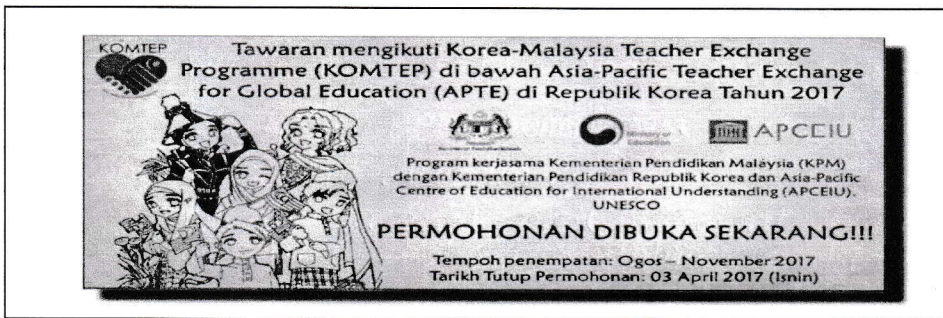 KOMTEP
Tawaran mengikuti Korea-Malaysia Teacher Exchange
Programme (KOMTEP) di bawah Asia-Pacific Teacher Exchange
for Global Education (APTE) di Republik Korea Tahun 2017
Ministry of
Education
APCEIU
Program kerjasama Kementerian Pendidikan Malaysia (KPM)
dengan Kementerian Pendidikan Republik Korea dan Asia-Pacific
Centre of Education for International Understanding (APCEIU).
UNESCO
PERMOHONAN DIBUKA SEKARANG!!!
Tempoh penempatan: Ogos – November 2017
Tarikh Tutup Permohonan: 03 April 2017 (Isnin)